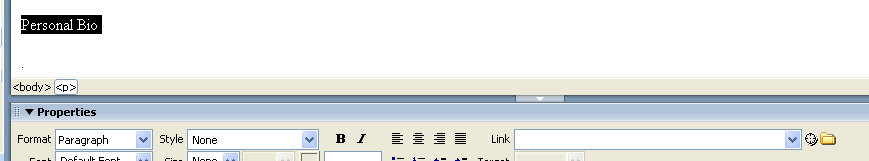 Personal Bio
.
<body> <p>
Properties
Format Paragraph Style None B I Link
Font Default Font Size None Target